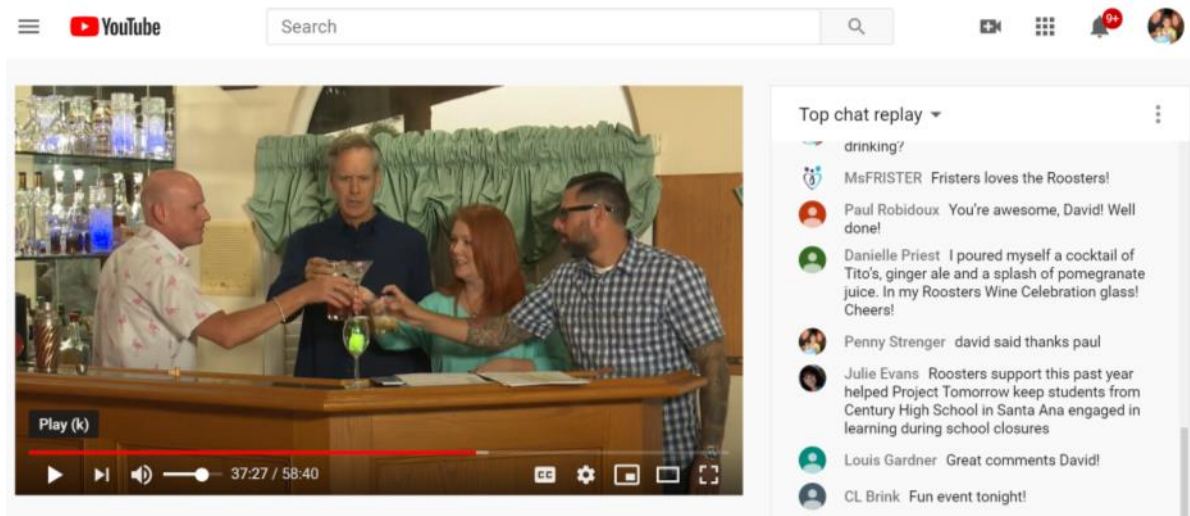 YouTube
Search
9+
Top chat replay
drinking?
MsFRISTER Fristers loves the Roosters!
Paul Robidoux You're awesome, David! Well
done!
Danielle Priest I poured myself a cocktail of
Tito's, ginger ale and a splash of pomegranate
juice. In my Roosters Wine Celebration glass!
Cheers!
Penny Strenger david said thanks paul
Julie Evans Roosters support this past year
helped Project Tomorrow keep students from
Century High School in Santa Ana engaged in
learning during school closures
Louis Gardner Great comments David!
CL Brink Fun event tonight!
Play (k)
37:27 / 58:40
CC